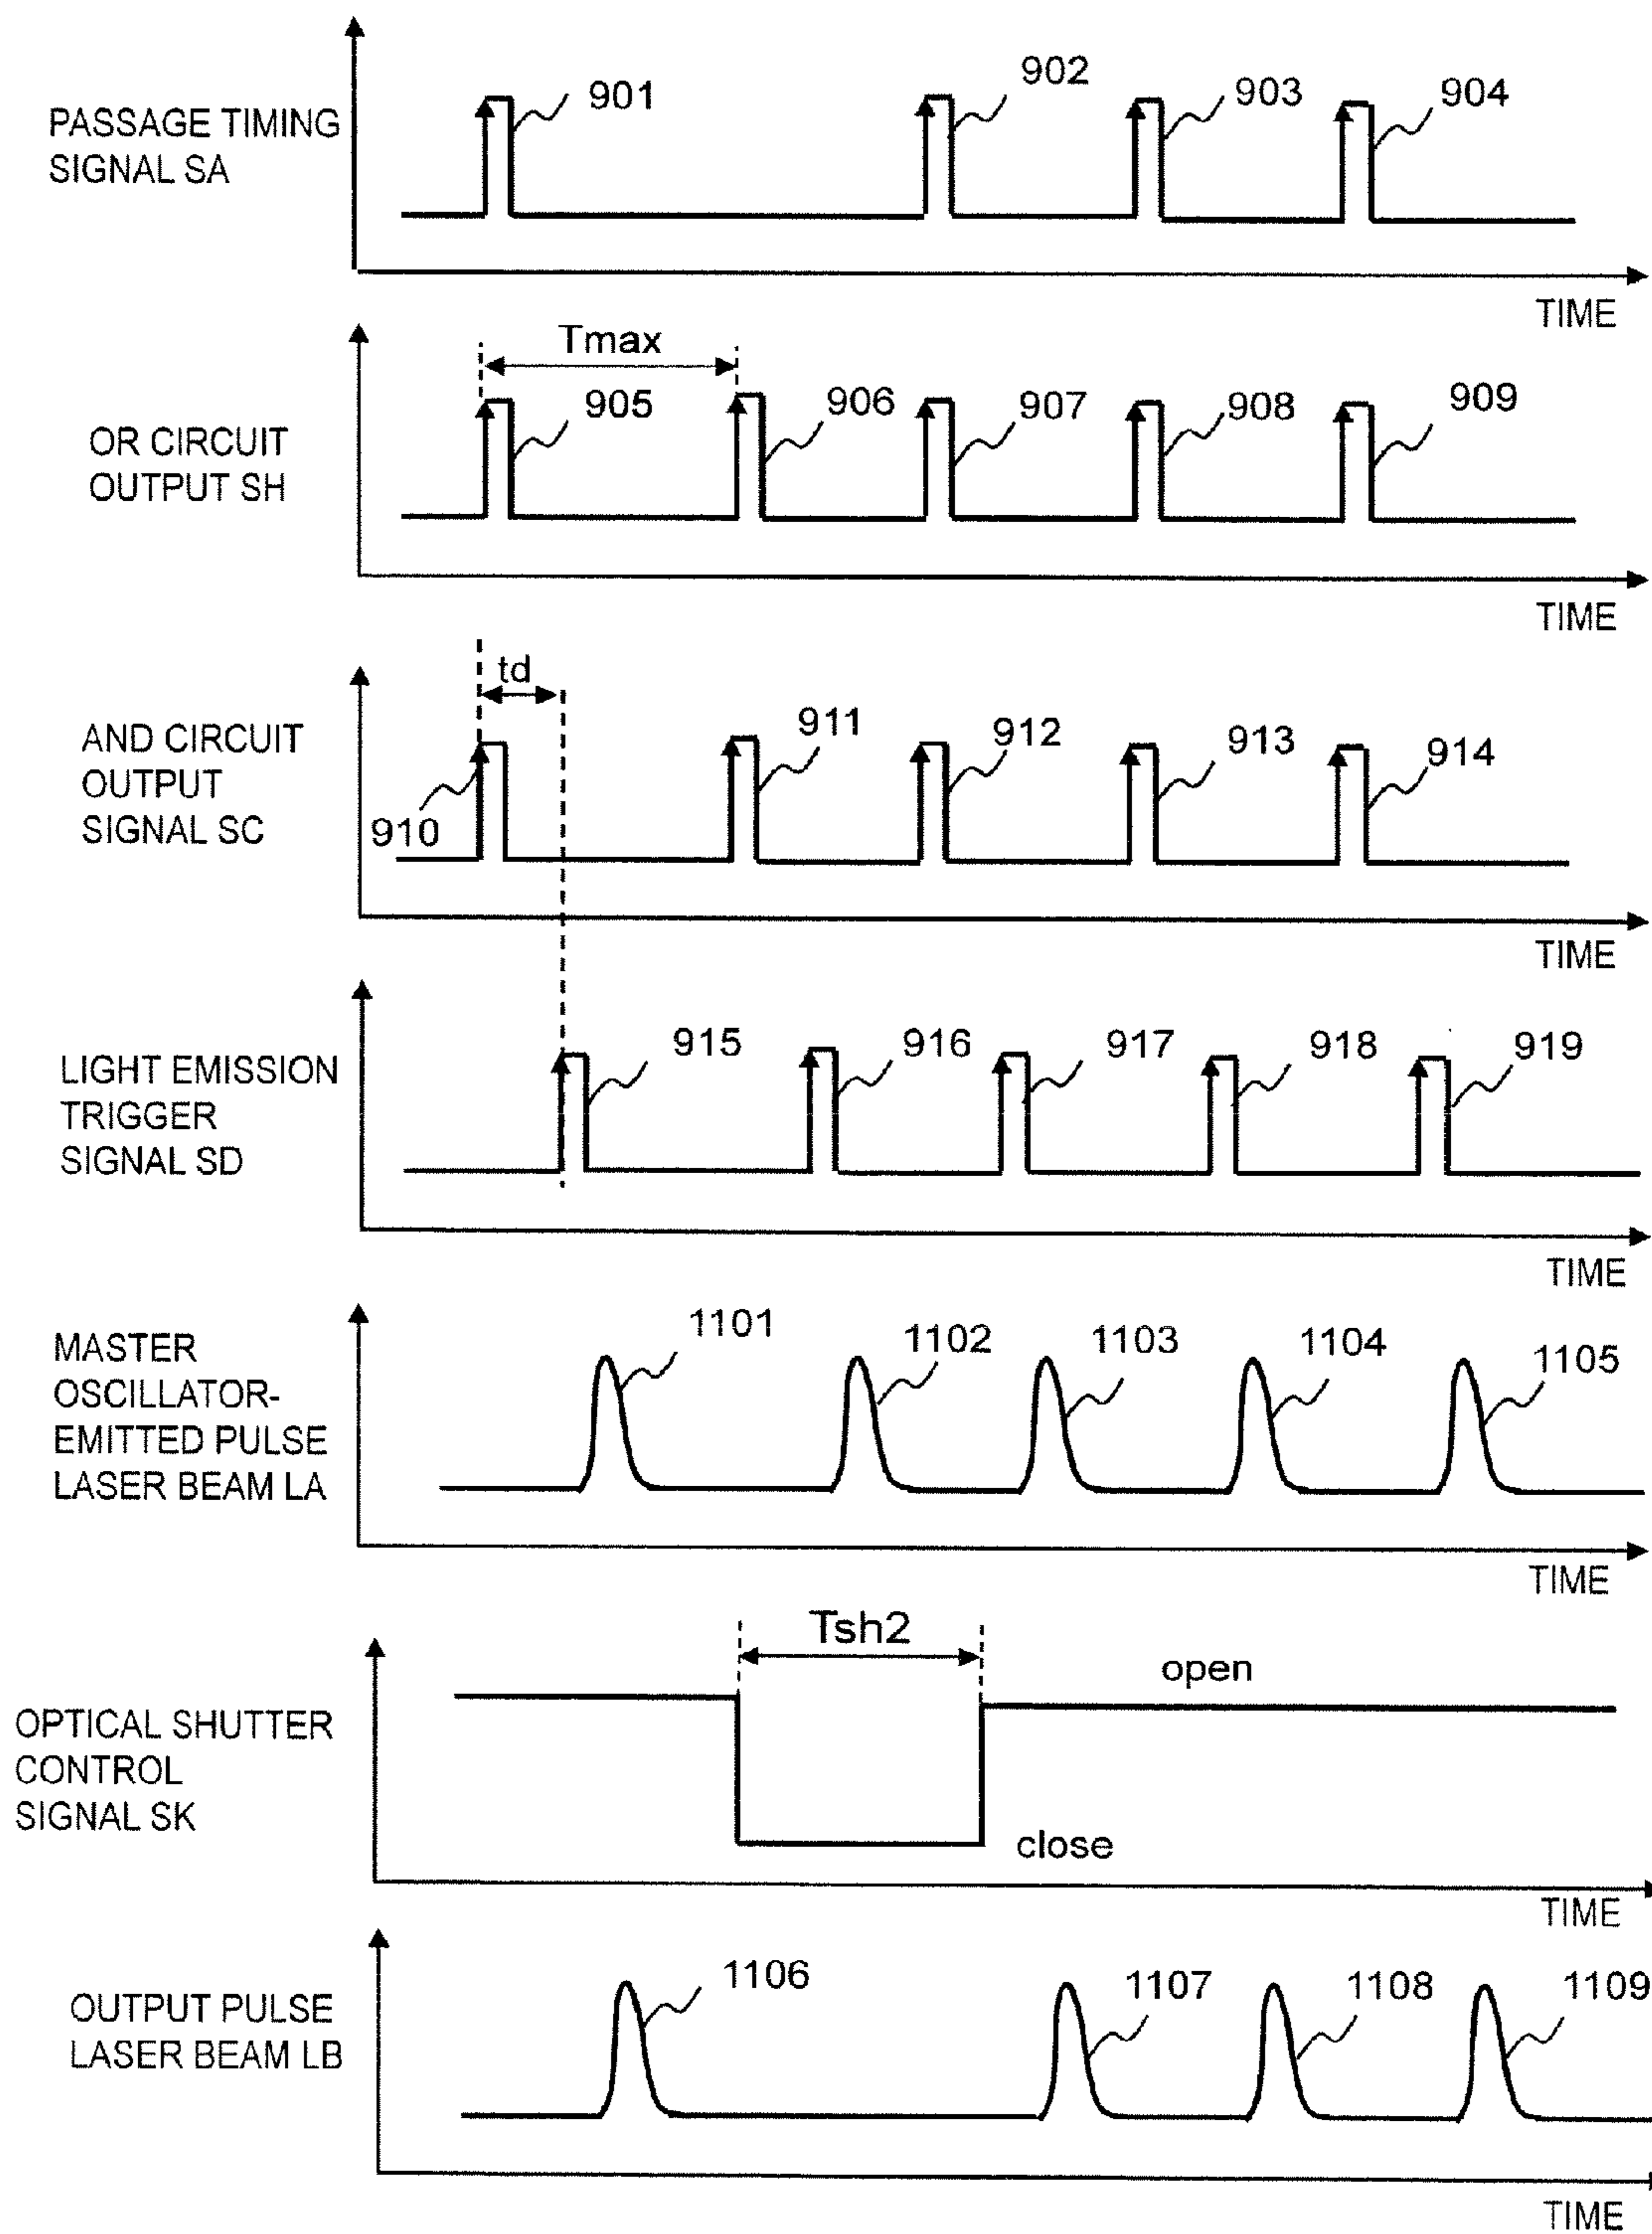 901
902
903
904
PASSAGE TIMING
SIGNAL SA
TIME
Tmax
905
906
907
908
909
OR CIRCUIT
OUTPUT SH
TIME
td
910
911
912
913
914
AND CIRCUIT
OUTPUT
SIGNAL SC
TIME
915
916
917
918
919
LIGHT EMISSION
TRIGGER
SIGNAL SD
TIME
1101
1102
1103
1104
1105
MASTER
OSCILLATOR-
EMITTED PULSE
LASER BEAM LA
TIME
Tsh2
open
close
OPTICAL SHUTTER
CONTROL
SIGNAL SK
TIME
1106
1107
1108
1109
OUTPUT PULSE
LASER BEAM LB
TIME